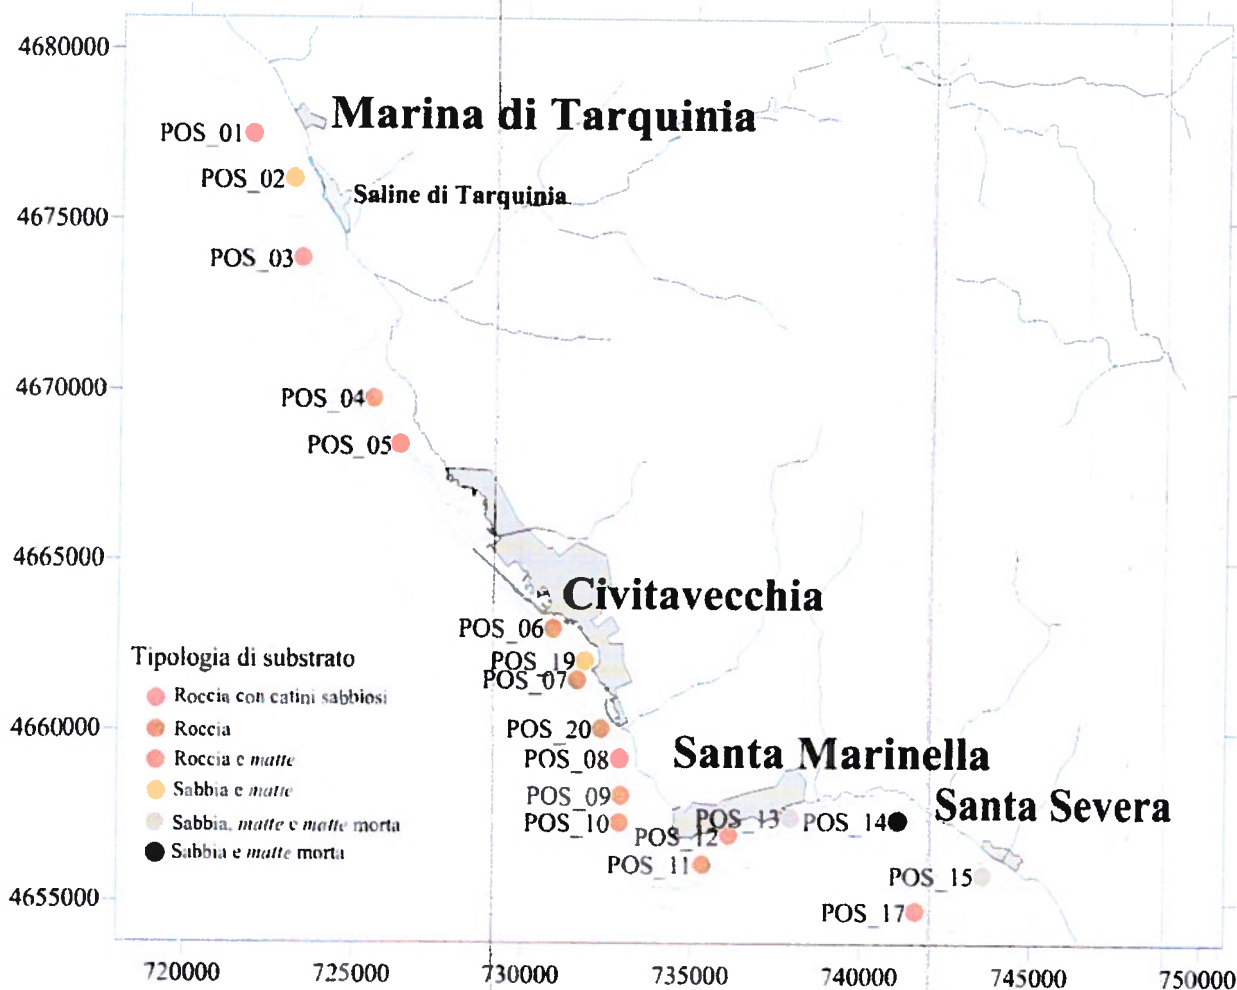 4680000
Marina di Tarquinia
POS_01
POS_02
Saline di Tarquinia
4675000
POS_03
4670000
POS_04
POS_05
4665000
Civitavecchia
POS_06
Tipologia di substrato
POS_19
POS_07
Roccia con catini sabbiosi
4660000
Roccia
POS_20
Roccia e matte
POS_08
Santa Marinella
Sabbia e matte
POS_09
Santa Severa
Sabbia, matte e matte morta
POS_10
POS_13
POS_14
POS_12
Sabbia e matte morta
POS_11
POS_15
4655000
POS_17
720000 725000 730000 735000 740000 745000 750000